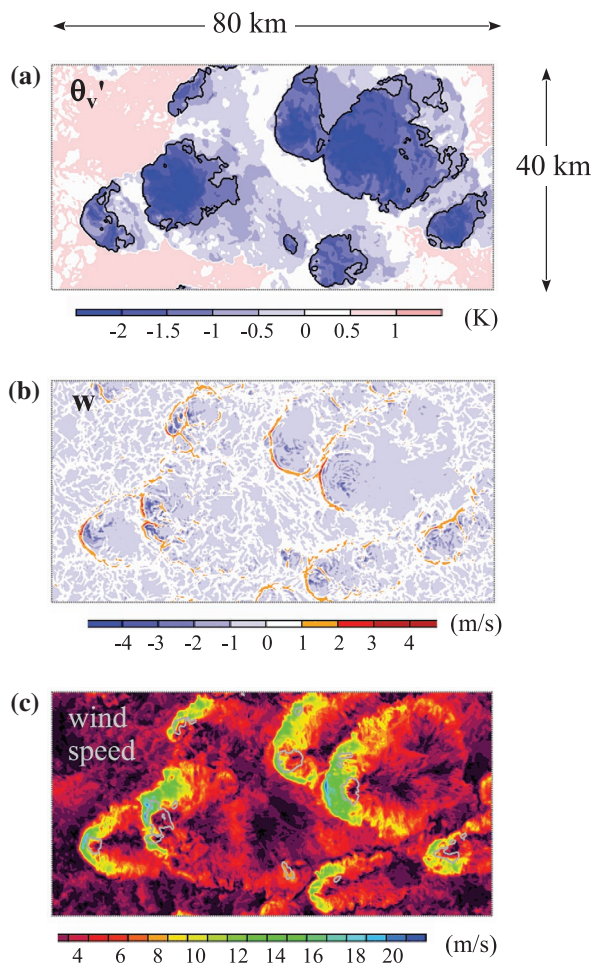 80 km
(a)
θv'
40 km
-2 -1.5 -1 -0.5 0 0.5 1 (K)
(b)
w
-4 -3 -2 -1 0 1 2 3 4 (m/s)
(c)
wind
speed
4 6 8 10 12 14 16 18 20 (m/s)